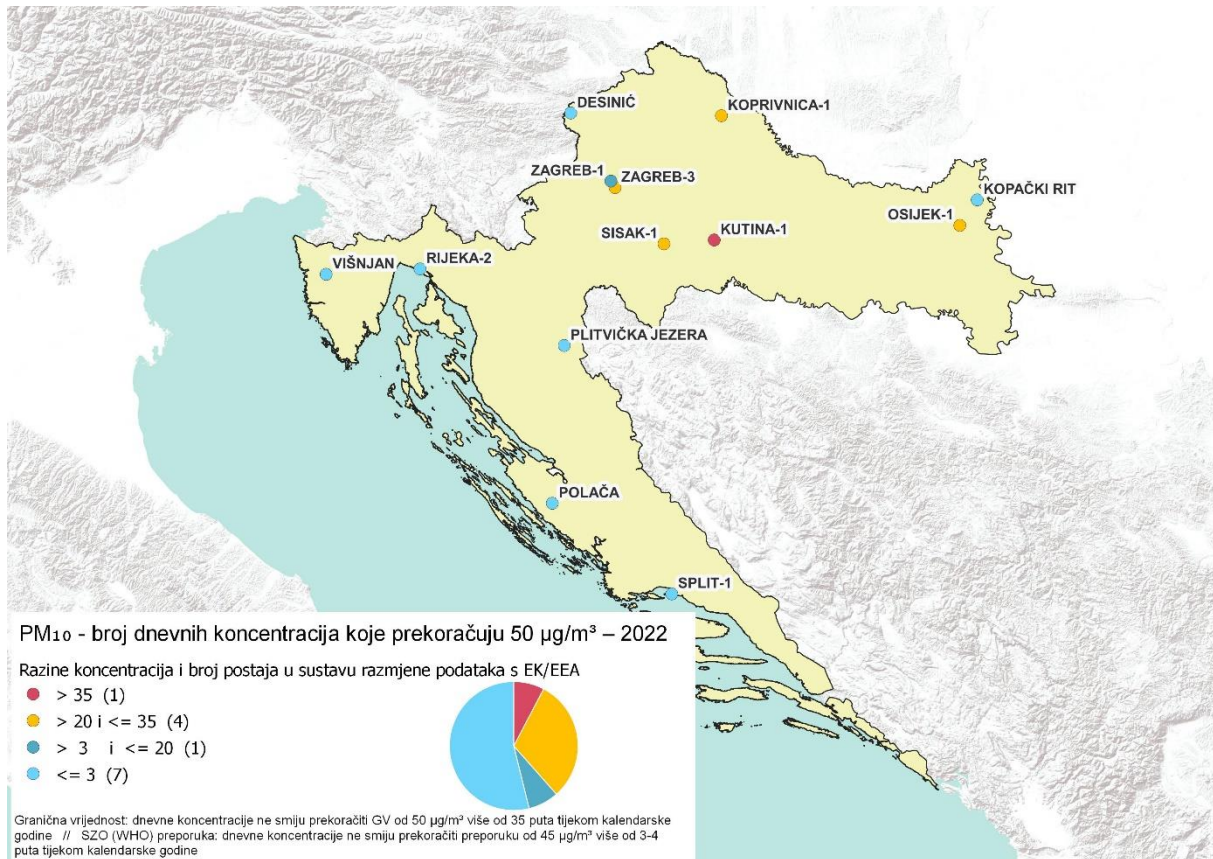 DESINIĆ
KOPRIVNICA-1
ZAGREB-1
ZAGREB-3
KOPAČKI RIT
OSIJEK-1
SISAK-1
KUTINA-1
VIŠNJAN
RIJEKA-2
PLITVIČKA JEZERA
POLAČA
SPLIT-1
PM₁₀ - broj dnevnih koncentracija koje prekoračuju 50 µg/m³ – 2022
Razine koncentracija i broj postaja u sustavu razmjene podataka s EK/EEA
> 35 (1)
> 20 i <= 35 (4)
> 3 i <= 20 (1)
<= 3 (7)
Granična vrijednost: dnevne koncentracije ne smiju prekoračiti GV od 50 µg/m³ više od 35 puta tijekom kalendarske
godine // SZO (WHO) preporuka: dnevne koncentracije ne smiju prekoračiti preporuku od 45 µg/m³ više od 3-4
puta tijekom kalendarske godine